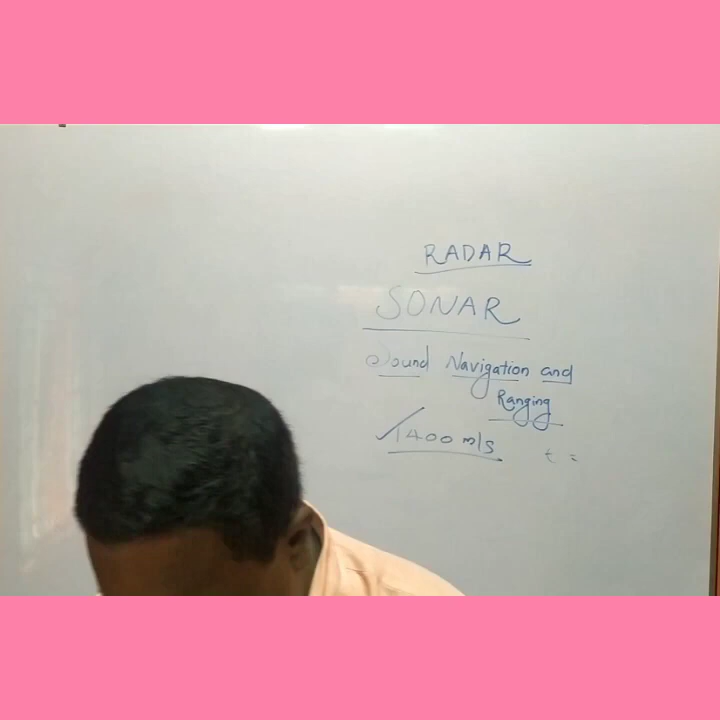 RADAR
SONAR
Sound Navigation and
Ranging
1400 m/s t =